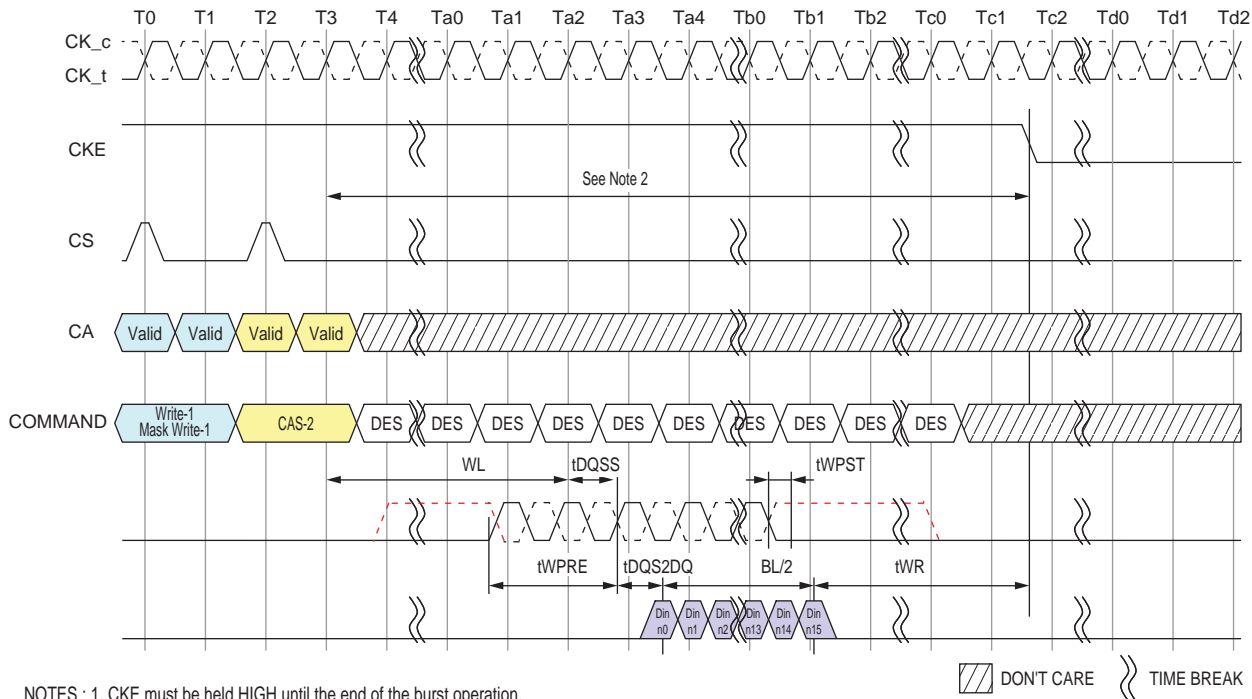 T0 T1 T2 T3 T4 Ta0 Ta1 Ta2 Ta3 Ta4 Tb0 Tb1 Tb2 Tc0 Tc1 Tc2 Td0 Td1 Td2
CK_c
CK_t
CKE
See Note 2
CS
CA Valid Valid Valid Valid
COMMAND Write-1 Mask Write-1 CAS-2 DES DES DES DES DES DES DES DES DES DES
WL tDQSS tWPST
tWPRE tDQS2DQ BL/2 tWR
Din n0 Din n1 Din n2 Din n13 Din n14 Din n15
DON'T CARE TIME BREAK
NOTES : 1. CKE must be held HIGH until the end of the burst operation.